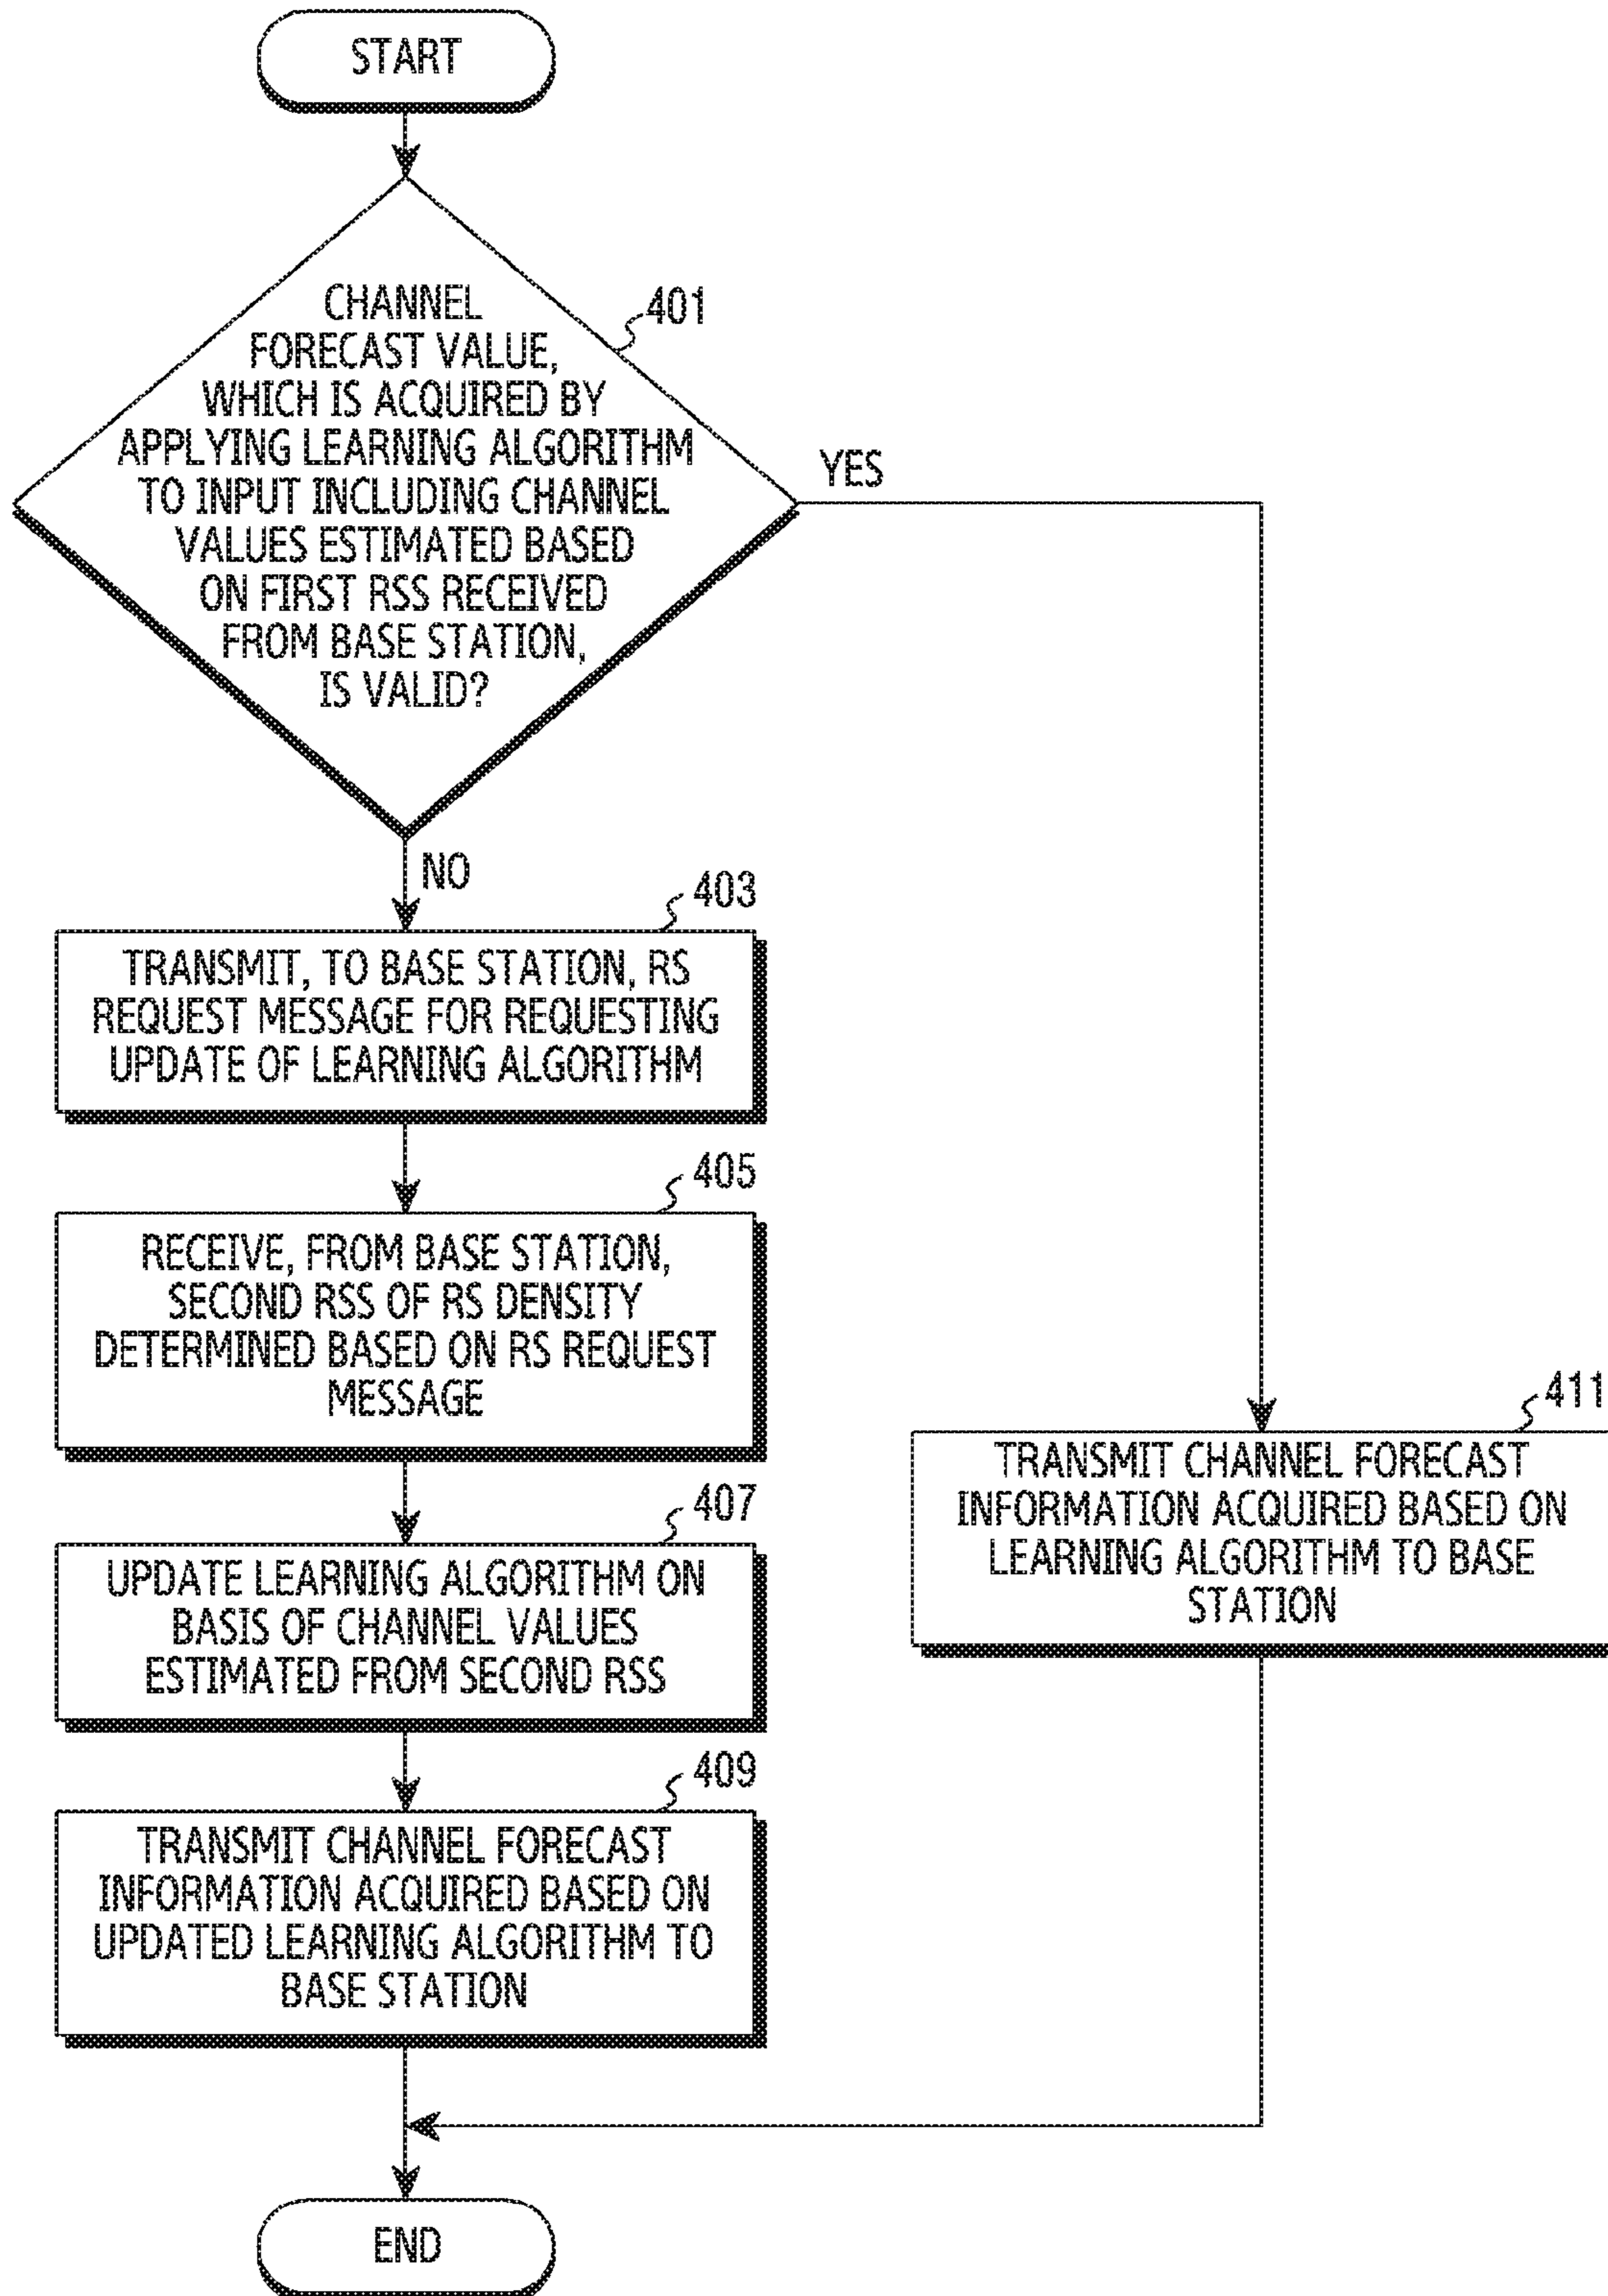 START
CHANNEL
FORECAST VALUE,
WHICH IS ACQUIRED BY
APPLYING LEARNING ALGORITHM
TO INPUT INCLUDING CHANNEL
VALUES ESTIMATED BASED
ON FIRST RSS RECEIVED
FROM BASE STATION,
IS VALID?
401
YES
NO
403
TRANSMIT, TO BASE STATION, RS
REQUEST MESSAGE FOR REQUESTING
UPDATE OF LEARNING ALGORITHM
405
RECEIVE, FROM BASE STATION,
SECOND RSS OF RS DENSITY
DETERMINED BASED ON RS REQUEST
MESSAGE
407
UPDATE LEARNING ALGORITHM ON
BASIS OF CHANNEL VALUES
ESTIMATED FROM SECOND RSS
409
TRANSMIT CHANNEL FORECAST
INFORMATION ACQUIRED BASED ON
UPDATED LEARNING ALGORITHM TO
BASE STATION
411
TRANSMIT CHANNEL FORECAST
INFORMATION ACQUIRED BASED ON
LEARNING ALGORITHM TO BASE
STATION
END